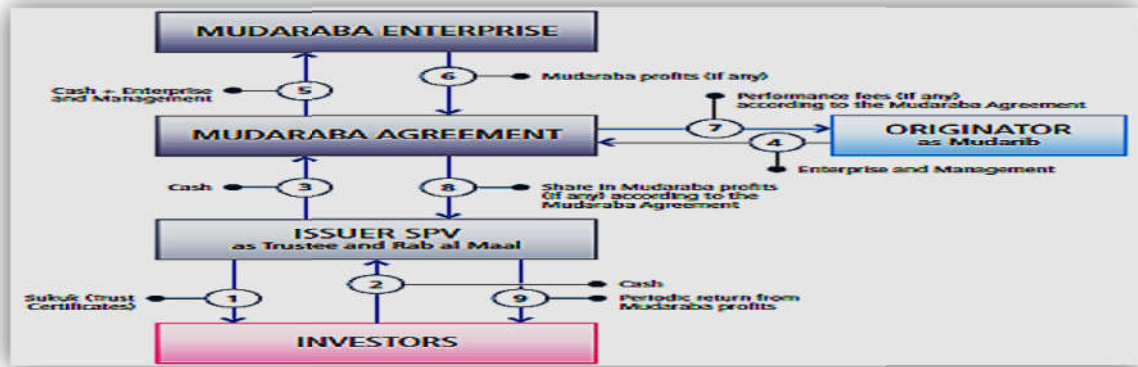 MUDARABA ENTERPRISE
6
Mudaraba profits (if any)
Cash + Enterprise
and Management
5
Performance fees (if any)
according to the Mudaraba Agreement
MUDARABA AGREEMENT
7
ORIGINATOR
as Mudarib
4
Enterprise and Management
Cash
3
8
Share in Mudaraba profits
(if any) according to the
Mudaraba Agreement
ISSUER SPV
as Trustee and Rab al Maal
2
Cash
Sukuk (Trust
Certificates)
1
9
Periodic return from
Mudaraba profits
INVESTORS